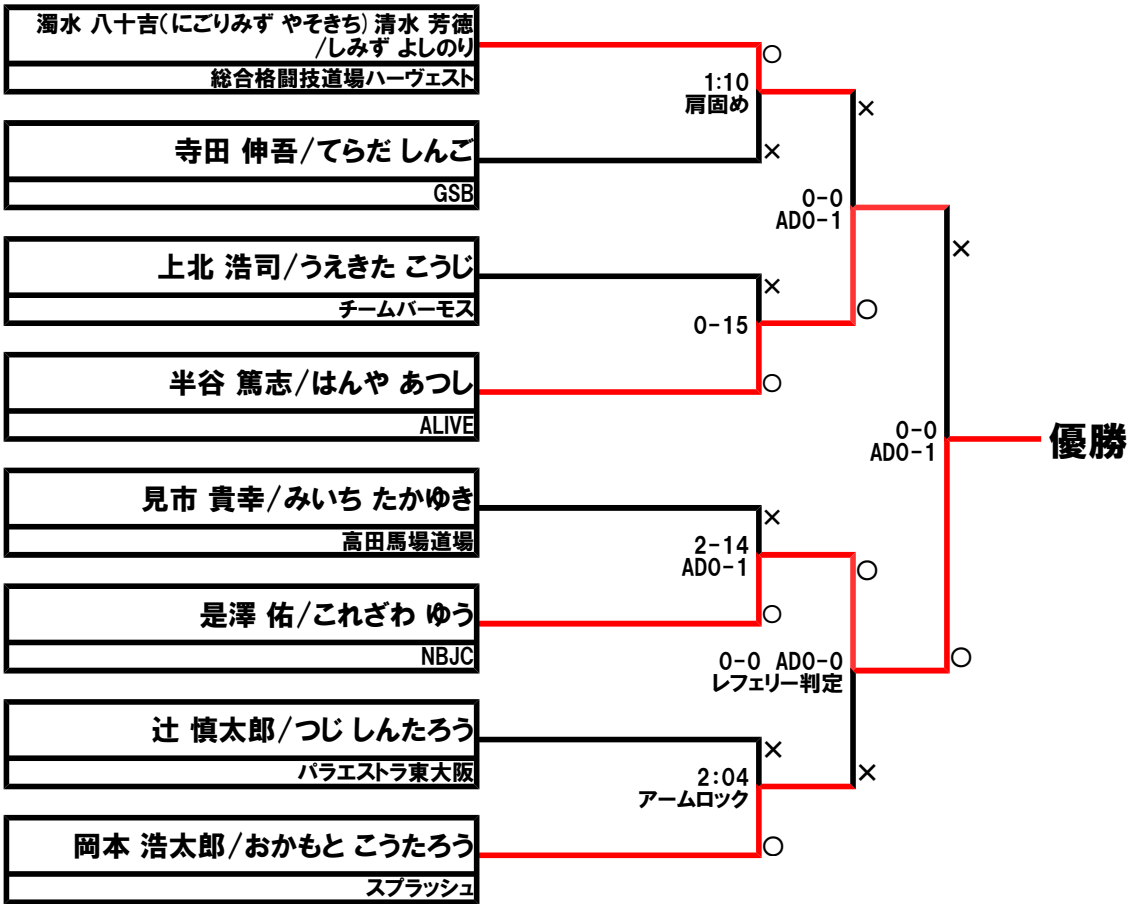 濁水 八十吉(にごりみず やそきち) 清水 芳徳
/しみず よしのり
総合格闘技道場ハーヴェスト
○
1:10
肩固め
×
×
寺田 伸吾/てらだ しんご
GSB
0-0
AD0-1
×
上北 浩司/うえきた こうじ
チームバーモス
×
0-15
○
半谷 篤志/はんや あつし
ALIVE
○
0-0
AD0-1
優勝
見市 貴幸/みいち たかゆき
高田馬場道場
×
2-14
AD0-1
○
是澤 佑/これざわ ゆう
NBJC
○
0-0 AD0-0
レフェリー判定
○
辻 慎太郎/つじ しんたろう
パラエストラ東大阪
×
2:04
アームロック
×
岡本 浩太郎/おかもと こうたろう
スプラッシュ
○